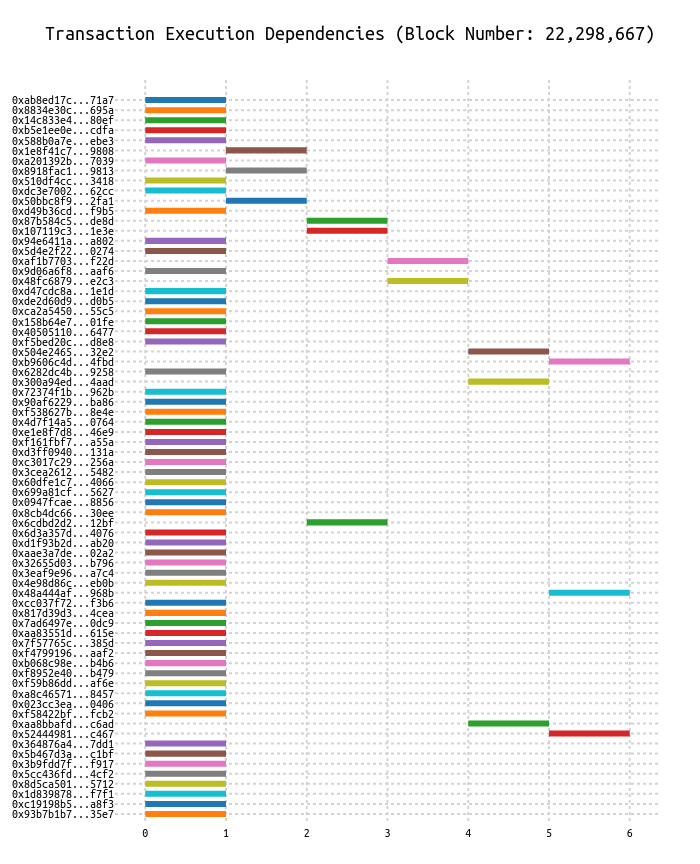 Transaction Execution Dependencies (Block Number: 22,298,667)
0xab8ed17c...71a7
0x8834e30c...695a
0x14c833e4...80ef
0xb5e1ee0e...cdfa
0x588b0a7e...ebe3
0x1e8f41c7...9808
0xa201392b...7039
0x8918fac1...9813
0x510df4cc...3418
0xdc3e7002...62cc
0x50bbc8f9...2fa1
0xd49b36cd...f9b5
0x87b584c5...de8d
0x107119c3...1e3e
0x94e6411a...a802
0x5d4e2f22...0274
0xaf1b7703...f22d
0x9d06a6f8...aaf6
0x48fc6879...e2c3
0xd47cdc8a...1e1d
0xde2d60d9...d0b5
0xca2a5450...55c5
0x158b64e7...01fe
0x40505110...6477
0xf5bed20c...d8e8
0x504e2465...32e2
0xb9606c4d...4fbd
0x6282dc4b...9258
0x300a94ed...4aad
0x72374f1b...962b
0x90af6229...ba86
0xf538627b...8e4e
0x4d7f14a5...0764
0xe1e8f7d8...46e9
0xf161fbf7...a55a
0xd3ff0940...131a
0xc3017c29...256a
0x3cea2612...5482
0x60dfe1c7...4066
0x699a81cf...5627
0x0947fcae...8856
0x8cb4dc66...30ee
0x6cdbd2d2...12bf
0x6d3a357d...4076
0xd1f93b2d...ab20
0xaae3a7de...02a2
0x32655d03...b796
0x3eaf9e96...a7c4
0x4e98d86c...eb0b
0x48a444af...968b
0xcc037f72...f3b6
0x817d39d3...4cea
0x7ad6497e...0dc9
0xaa83551d...615e
0x7f57765c...385d
0xf4799196...aaf2
0xb068c98e...b4b6
0xf8952e40...b479
0xf59b86dd...af6e
0xa8c46571...8457
0x023cc3ea...0406
0xf58422bf...fcb2
0xaa8bbafd...c6ad
0x52444981...c467
0x364876a4...7dd1
0x5b467d3a...c1bf
0x3b9fdd7f...f917
0x5cc436fd...4cf2
0x8d5ca501...5712
0x1d839878...f7f1
0xc19198b5...a8f3
0x93b7b1b7...35e7
0 1 2 3 4 5 6